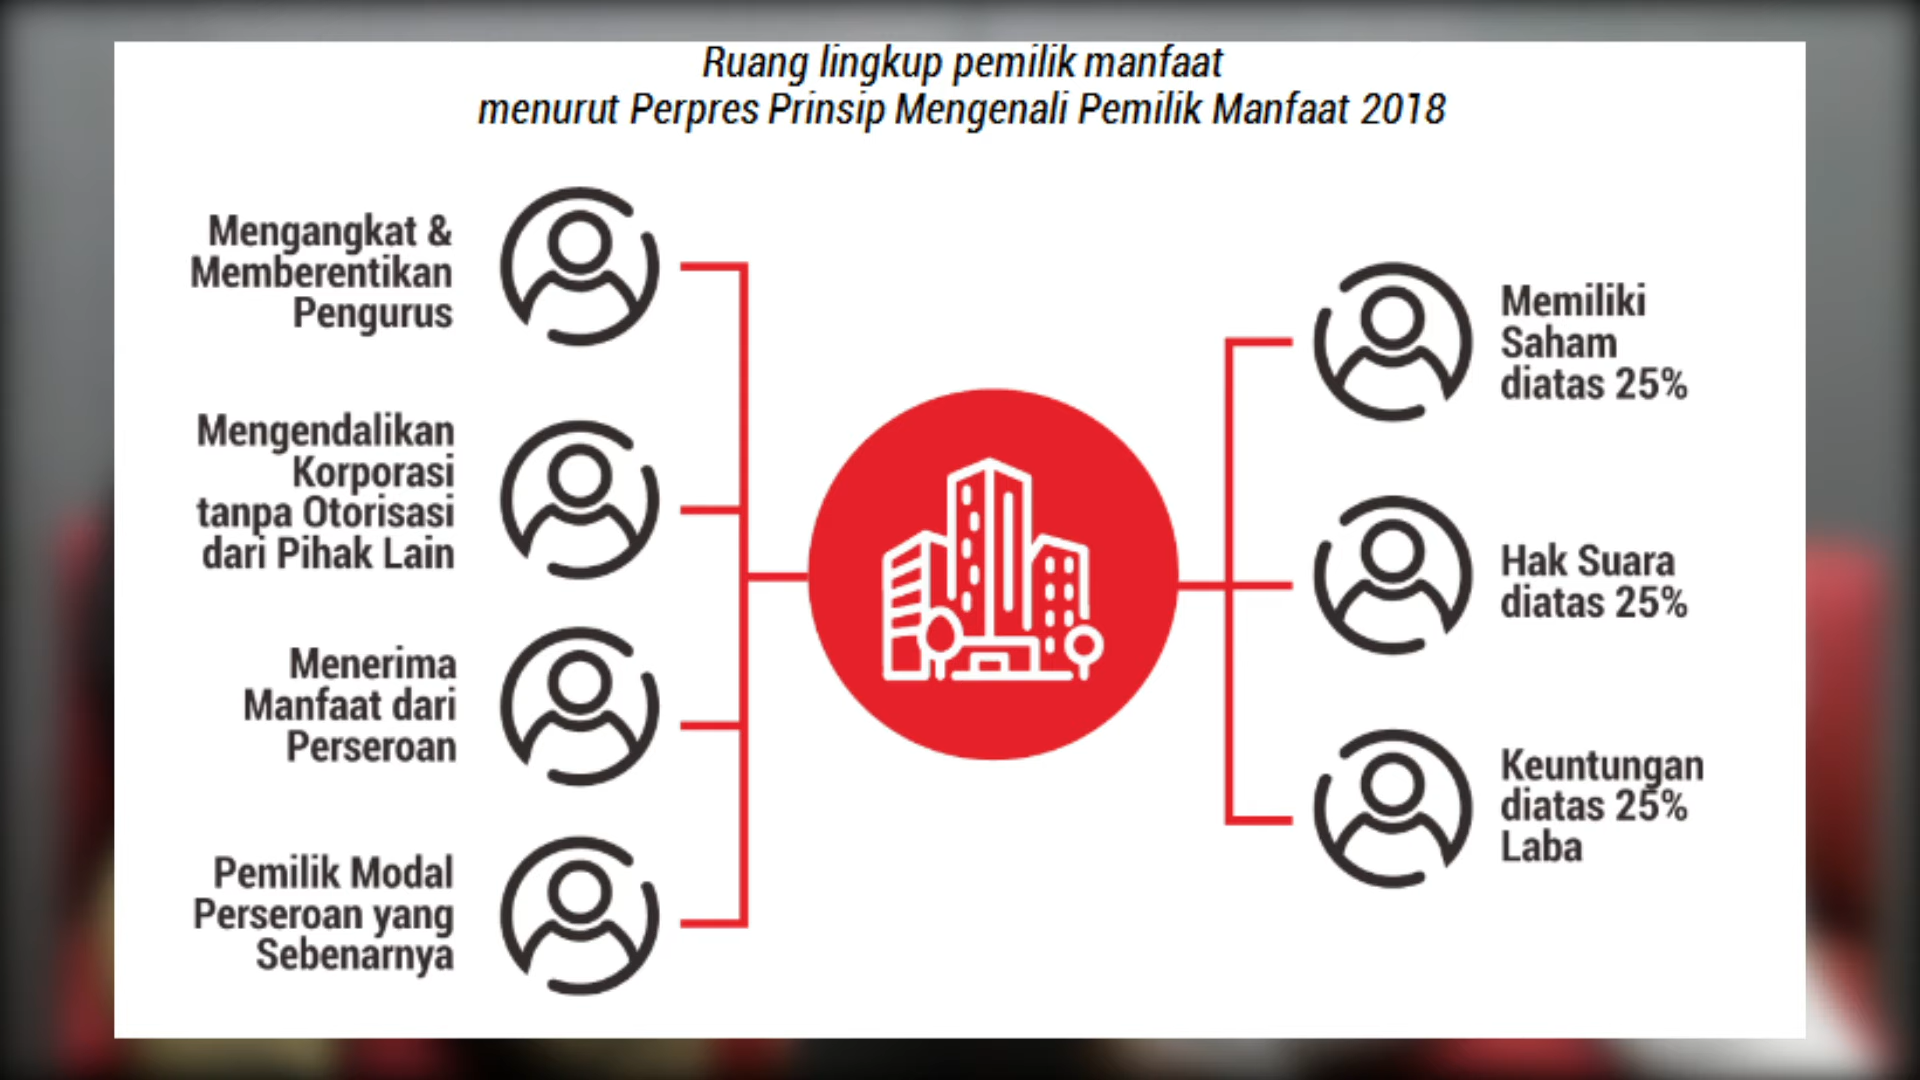 Ruang lingkup pemilik manfaat
menurut Perpres Prinsip Mengenali Pemilik Manfaat 2018
Mengangkat &
Memberentikan
Pengurus
Mengendalikan
Korporasi
tanpa Otorisasi
dari Pihak Lain
Menerima
Manfaat dari
Perseroan
Pemilik Modal
Perseroan yang
Sebenarnya
Memiliki
Saham
diatas 25%
Hak Suara
diatas 25%
Keuntungan
diatas 25%
Laba